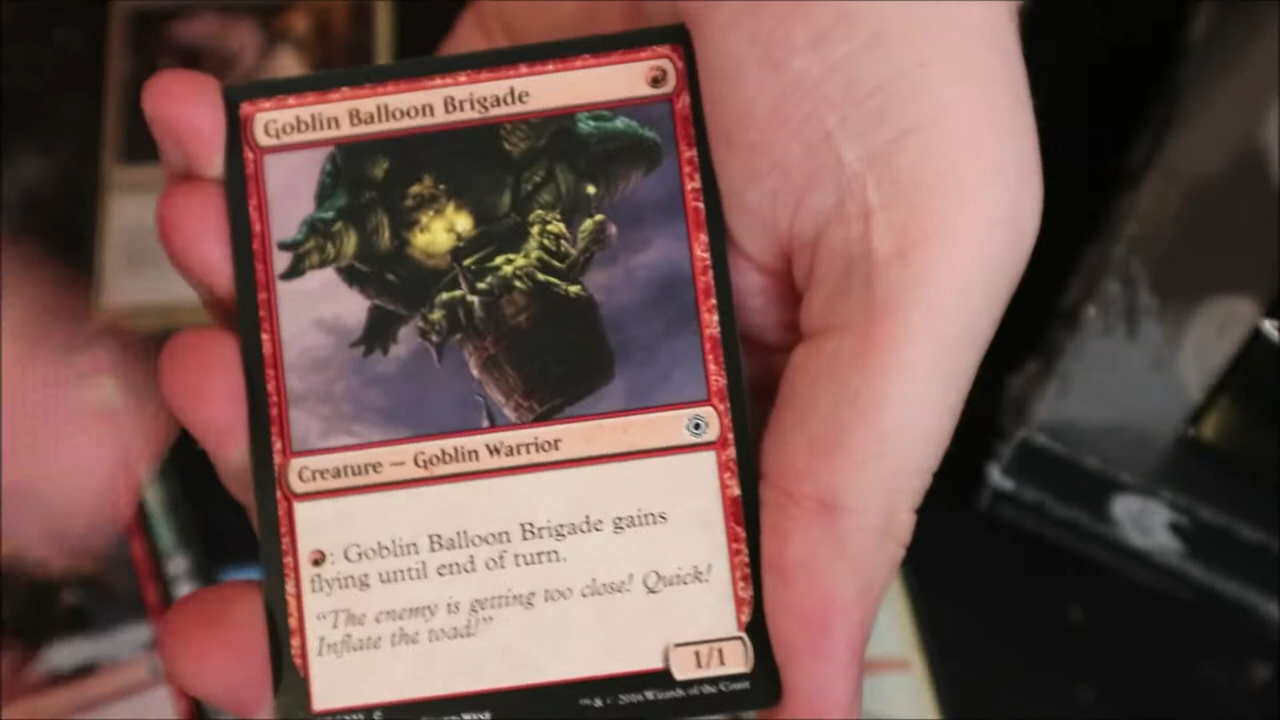 Goblin Balloon Brigade
Creature — Goblin Warrior
: Goblin Balloon Brigade gains
flying until end of turn.
"The enemy is getting too close! Quick!
Inflate the toad!"
1/1
™ & © 2016 Wizards of the Coast